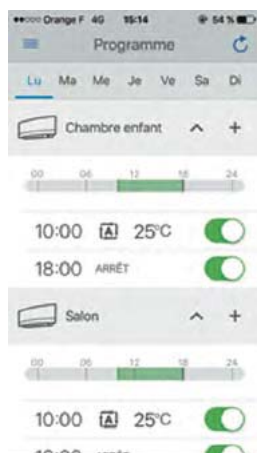 Orange F 4G 15:14 54 %
Programme
Lu Ma Me Je Ve Sa Di
Chambre enfant
00 06 12 18 24
10:00 A 25°C
18:00 ARRÊT
Salon
00 06 12 18 24
10:00 A 25°C